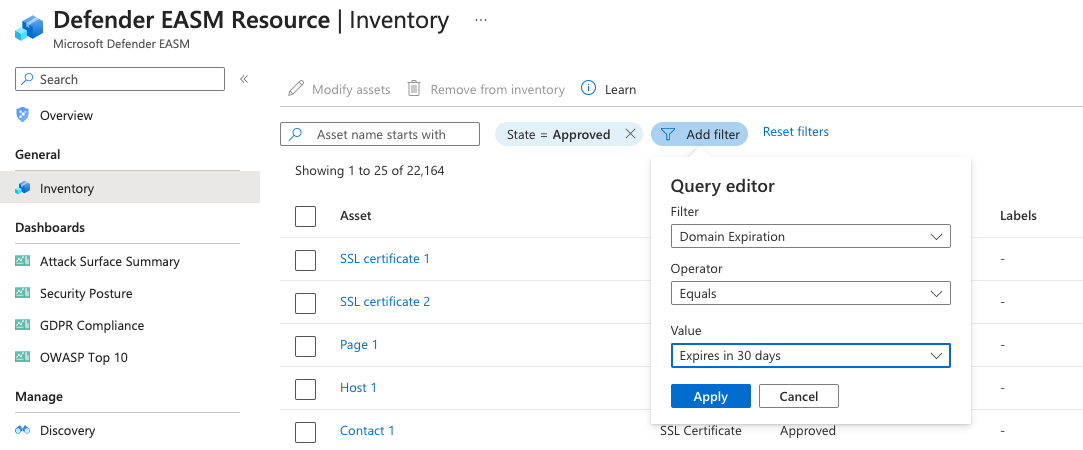 Defender EASM Resource | Inventory ...
Microsoft Defender EASM
Search
«
Overview
General
Inventory
Dashboards
Attack Surface Summary
Security Posture
GDPR Compliance
OWASP Top 10
Manage
Discovery
Modify assets Remove from inventory Learn
Asset name starts with State = Approved Add filter Reset filters
Showing 1 to 25 of 22,164
Asset Labels
SSL certificate 1 -
SSL certificate 2 -
Page 1 -
Host 1 -
Contact 1 SSL Certificate Approved -
Query editor
Filter
Domain Expiration
Operator
Equals
Value
Expires in 30 days
Apply Cancel